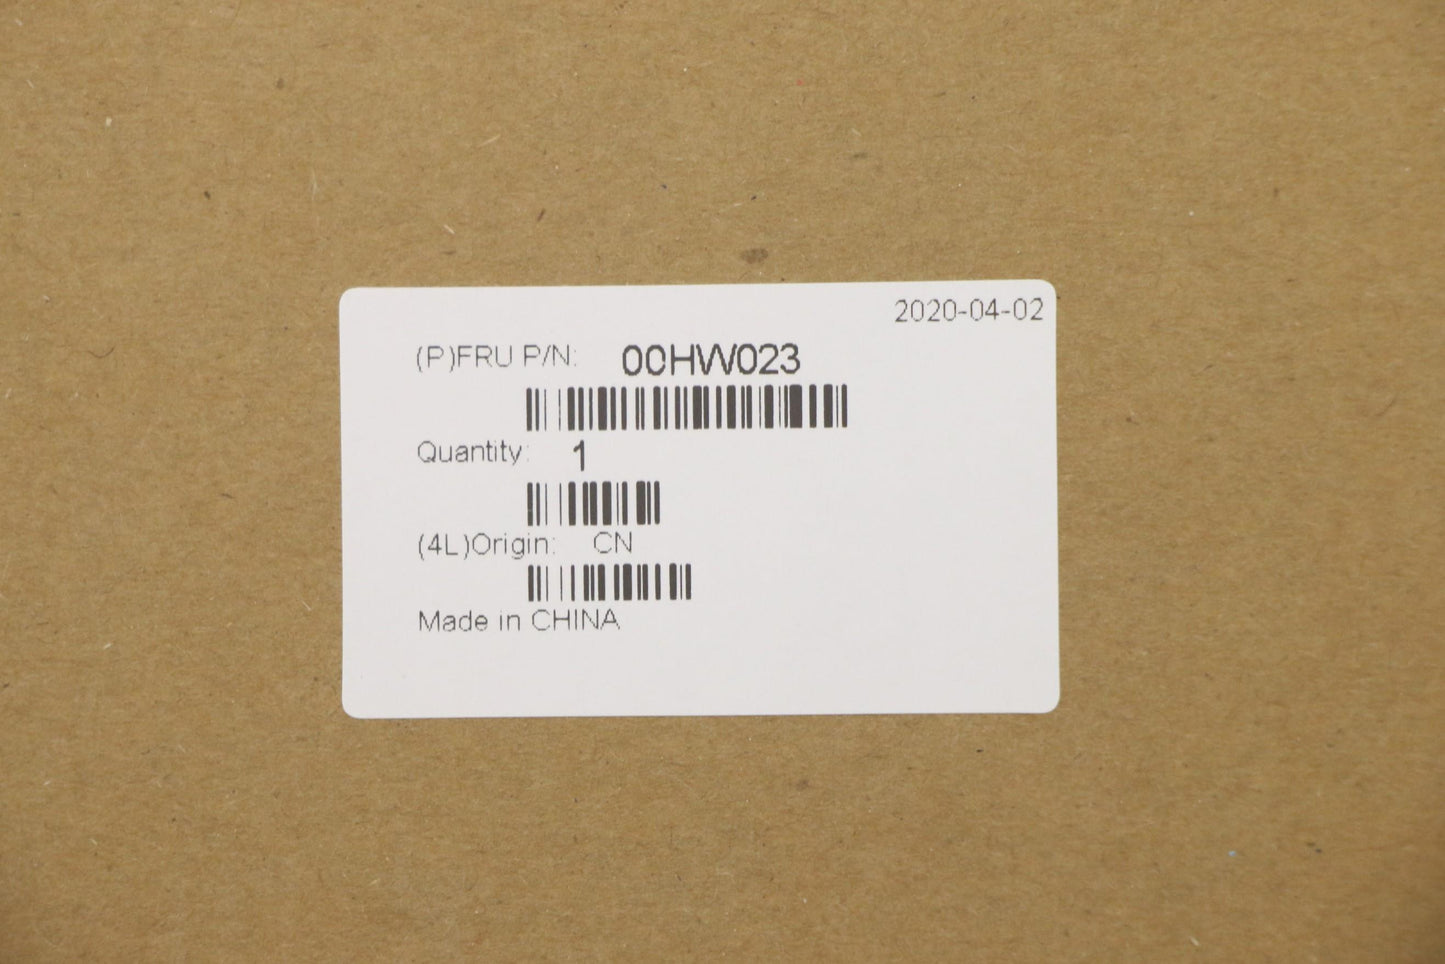 2020-04-02
(P)FRU P/N: 00HW023
Quantity: 1
(4L)Origin: CN
Made in CHINA